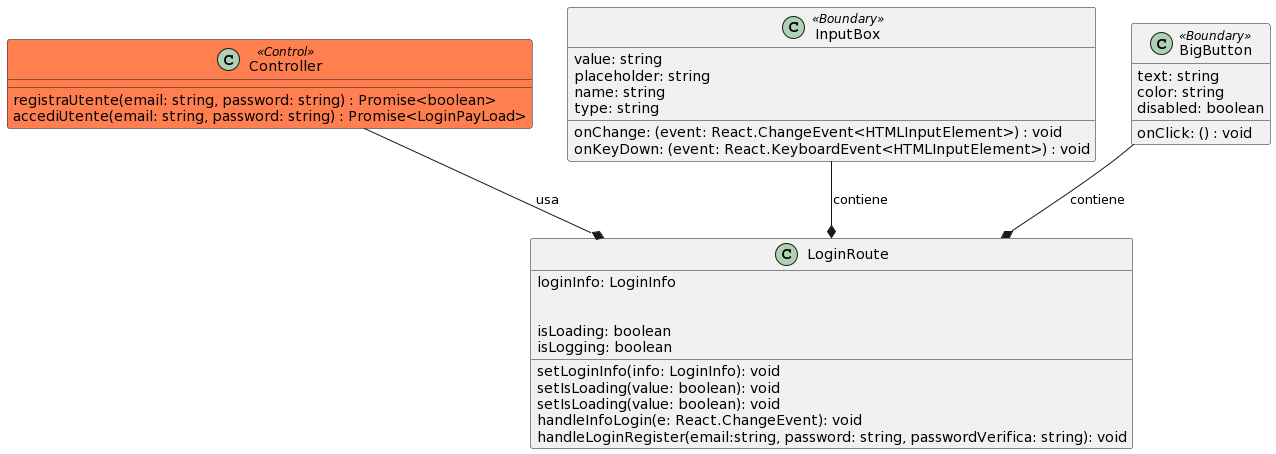 C
«Control»
Controller
registraUtente(email: string, password: string) : Promise<boolean>
accediUtente(email: string, password: string) : Promise<LoginPayLoad>
C
«Boundary»
InputBox
value: string
placeholder: string
name: string
type: string
onChange: (event: React.ChangeEvent<HTMLInputElement>) : void
onKeyDown: (event: React.KeyboardEvent<HTMLInputElement>) : void
C
«Boundary»
BigButton
text: string
color: string
disabled: boolean
onClick: () : void
usa
contiene
contiene
C LoginRoute
loginInfo: LoginInfo
isLoading: boolean
isLogging: boolean
setLoginInfo(info: LoginInfo): void
setIsLoading(value: boolean): void
setIsLoading(value: boolean): void
handleInfoLogin(e: React.ChangeEvent): void
handleLoginRegister(email:string, password: string, passwordVerifica: string): void